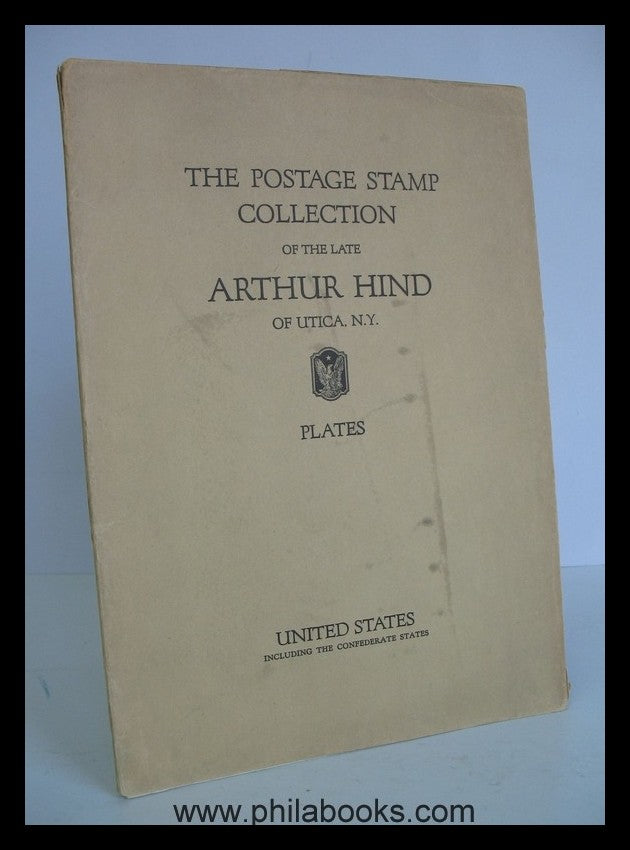 THE POSTAGE STAMP
COLLECTION
OF THE LATE
ARTHUR HIND
OF UTICA, N.Y.
PLATES
UNITED STATES
INCLUDING THE CONFEDERATE STATES
www.philabooks.com